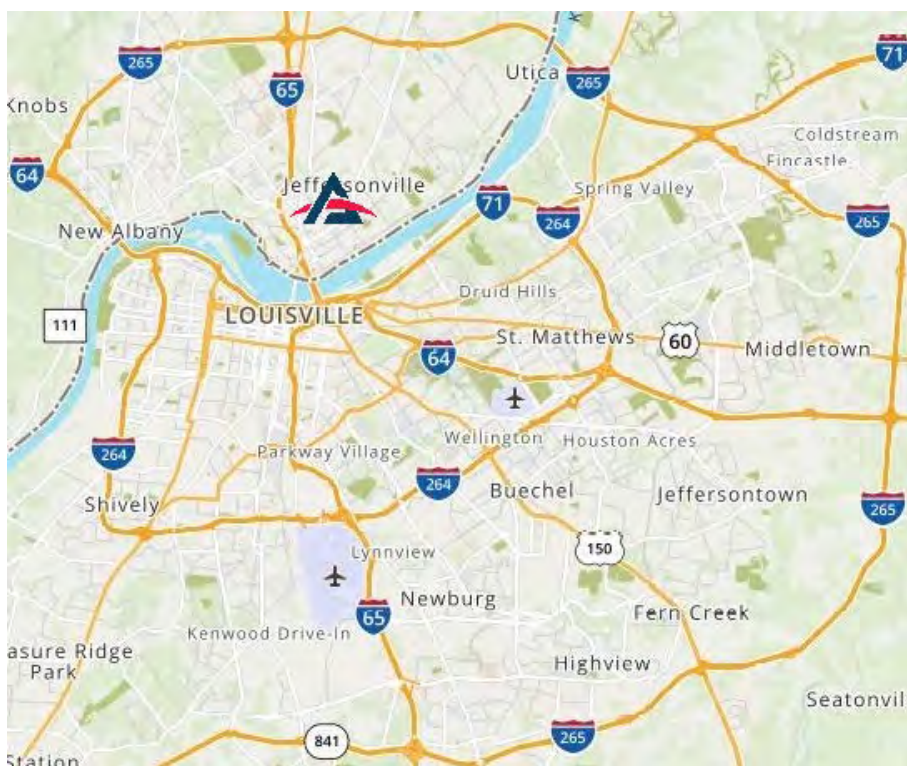 265
65
Utica
265
71
Knobs
Coldstream
Fincastle
64
Jeffersonville
Spring Valley
71
264
265
New Albany
Druid Hills
LOUISVILLE
111
St. Matthews
60
Middletown
64
Wellington
Houston Acres
Parkway Village
264
264
Buechel
Jeffersontown
Shively
265
150
Lynnview
Newburg
65
Fern Creek
Kenwood Drive-In
asure Ridge
Park
Highview
Seatonvil
841
265
Station